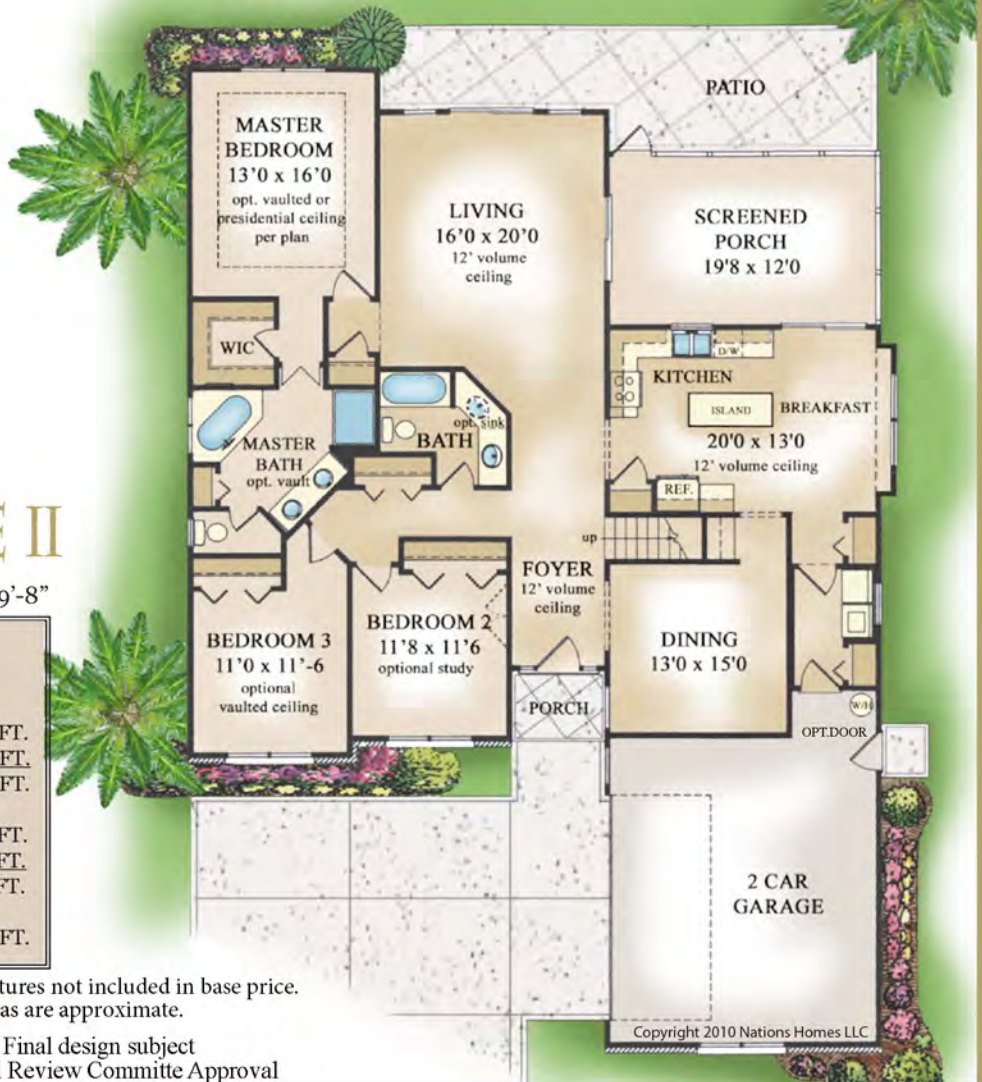 PATIO
MASTER
BEDROOM
13'0 x 16'0
opt. vaulted or
presidential ceiling
per plan
LIVING
16'0 x 20'0
12' volume
ceiling
SCREENED
PORCH
19'8 x 12'0
WIC
D/W
KITCHEN
ISLAND
BREAKFAST
20'0 x 13'0
12' volume ceiling
REF.
opt. sink
BATH
MASTER
BATH
opt. vault
up
FOYER
12' volume
ceiling
E II
9'-8"
BEDROOM 3
11'0 x 11'-6
optional
vaulted ceiling
BEDROOM 2
11'8 x 11'6
optional study
DINING
13'0 x 15'0
PORCH
W/H
OPT.DOOR
FT.
FT.
FT.
FT.
FT.
FT.
FT.
2 CAR
GARAGE
tures not included in base price.
as are approximate.
Final design subject
Review Committe Approval
Copyright 2010 Nations Homes LLC